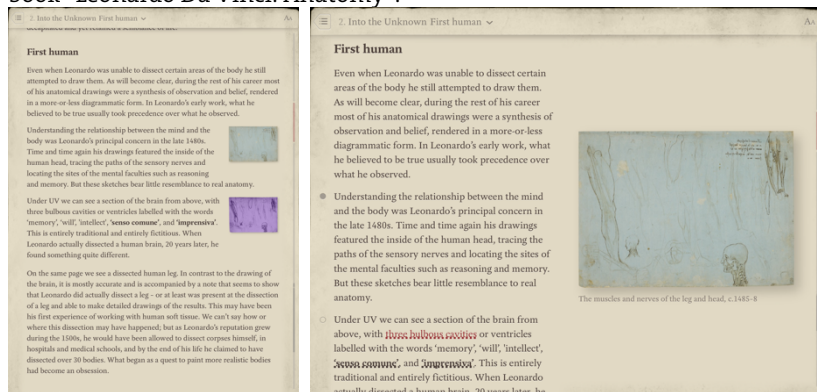 2. Into the Unknown First human
AA
First human
Even when Leonardo was unable to dissect certain areas of the body he still
attempted to draw them. As will become clear, during the rest of his career most
of his anatomical drawings were a synthesis of observation and belief, rendered
in a more-or-less diagrammatic form. In Leonardo's early work, what he
believed to be true usually took precedence over what he observed.
Understanding the relationship between the mind and the
body was Leonardo's principal concern in the late 1480s.
Time and time again his drawings featured the inside of the
human head, tracing the paths of the sensory nerves and
locating the sites of the mental faculties such as reasoning
and memory. But these sketches bear little resemblance to real anatomy.
Under UV we can see a section of the brain from above, with
three bulbous cavities or ventricles labelled with the words
'memory', 'will', 'intellect', 'senso comune', and 'imprensiva'.
This is entirely traditional and entirely fictitious. When
Leonardo actually dissected a human brain, 20 years later, he
found something quite different.
On the same page we see a dissected human leg. In contrast to the drawing of
the brain, it is mostly accurate and is accompanied by a note that seems to show
that Leonardo did actually dissect a leg - or at least was present at the dissection
of a leg and able to make detailed drawings of the results. This may have been
his first experience of working with human soft tissue. We can't say how or
where this dissection may have happened; but as Leonardo's reputation grew
during the 1500s, he would have been allowed to dissect corpses himself, in
hospitals and medical schools, and by the end of his life he claimed to have
dissected over 30 bodies. What began as a quest to paint more realistic bodies
had become an obsession.
2. Into the Unknown First human
AA
First human
Even when Leonardo was unable to dissect certain
areas of the body he still attempted to draw them.
As will become clear, during the rest of his career
most of his anatomical drawings were a synthesis of
observation and belief, rendered in a more-or-less
diagrammatic form. In Leonardo's early work, what
he believed to be true usually took precedence over
what he observed.
Understanding the relationship between the mind
and the body was Leonardo's principal concern in
the late 1480s. Time and time again his drawings
featured the inside of the human head, tracing the
paths of the sensory nerves and locating the sites of
the mental faculties such as reasoning and memory.
But these sketches bear little resemblance to real
anatomy.
The muscles and nerves of the leg and head, c.1485-8
Under UV we can see a section of the brain from
above, with three bulbous cavities or ventricles
labelled with the words 'memory', 'will', 'intellect',
'senso comune', and 'imprensiva'. This is entirely
traditional and entirely fictitious. When Leonardo